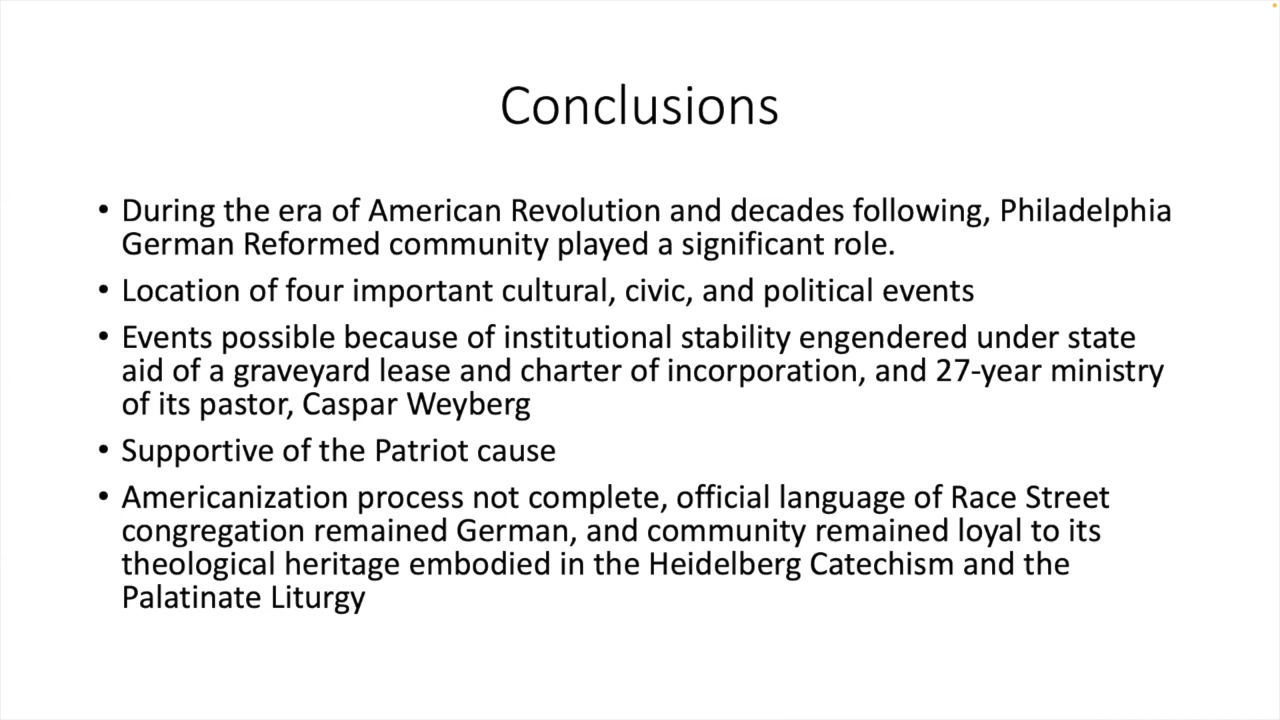 Conclusions
• During the era of American Revolution and decades following, Philadelphia
German Reformed community played a significant role.
• Location of four important cultural, civic, and political events
• Events possible because of institutional stability engendered under state
aid of a graveyard lease and charter of incorporation, and 27-year ministry
of its pastor, Caspar Weyberg
• Supportive of the Patriot cause
• Americanization process not complete, official language of Race Street
congregation remained German, and community remained loyal to its
theological heritage embodied in the Heidelberg Catechism and the
Palatinate Liturgy